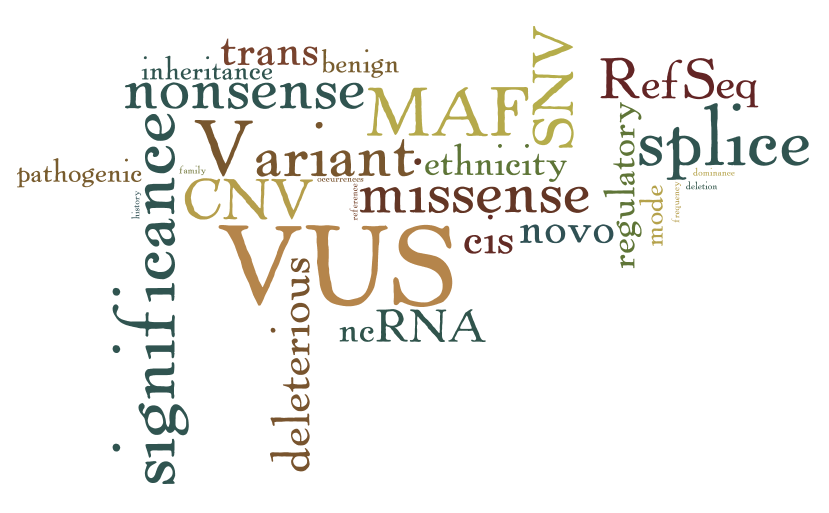 trans
benign
inheritance
nonsense
MAF
SNV
RefSeq
splice
significance
Variant
ethnicity
regulatory
pathogenic
family
occurrences
dominance
history
CNV
reference
missense
mode
frequency
deletion
VUS
cis
novo
deleterious
ncRNA